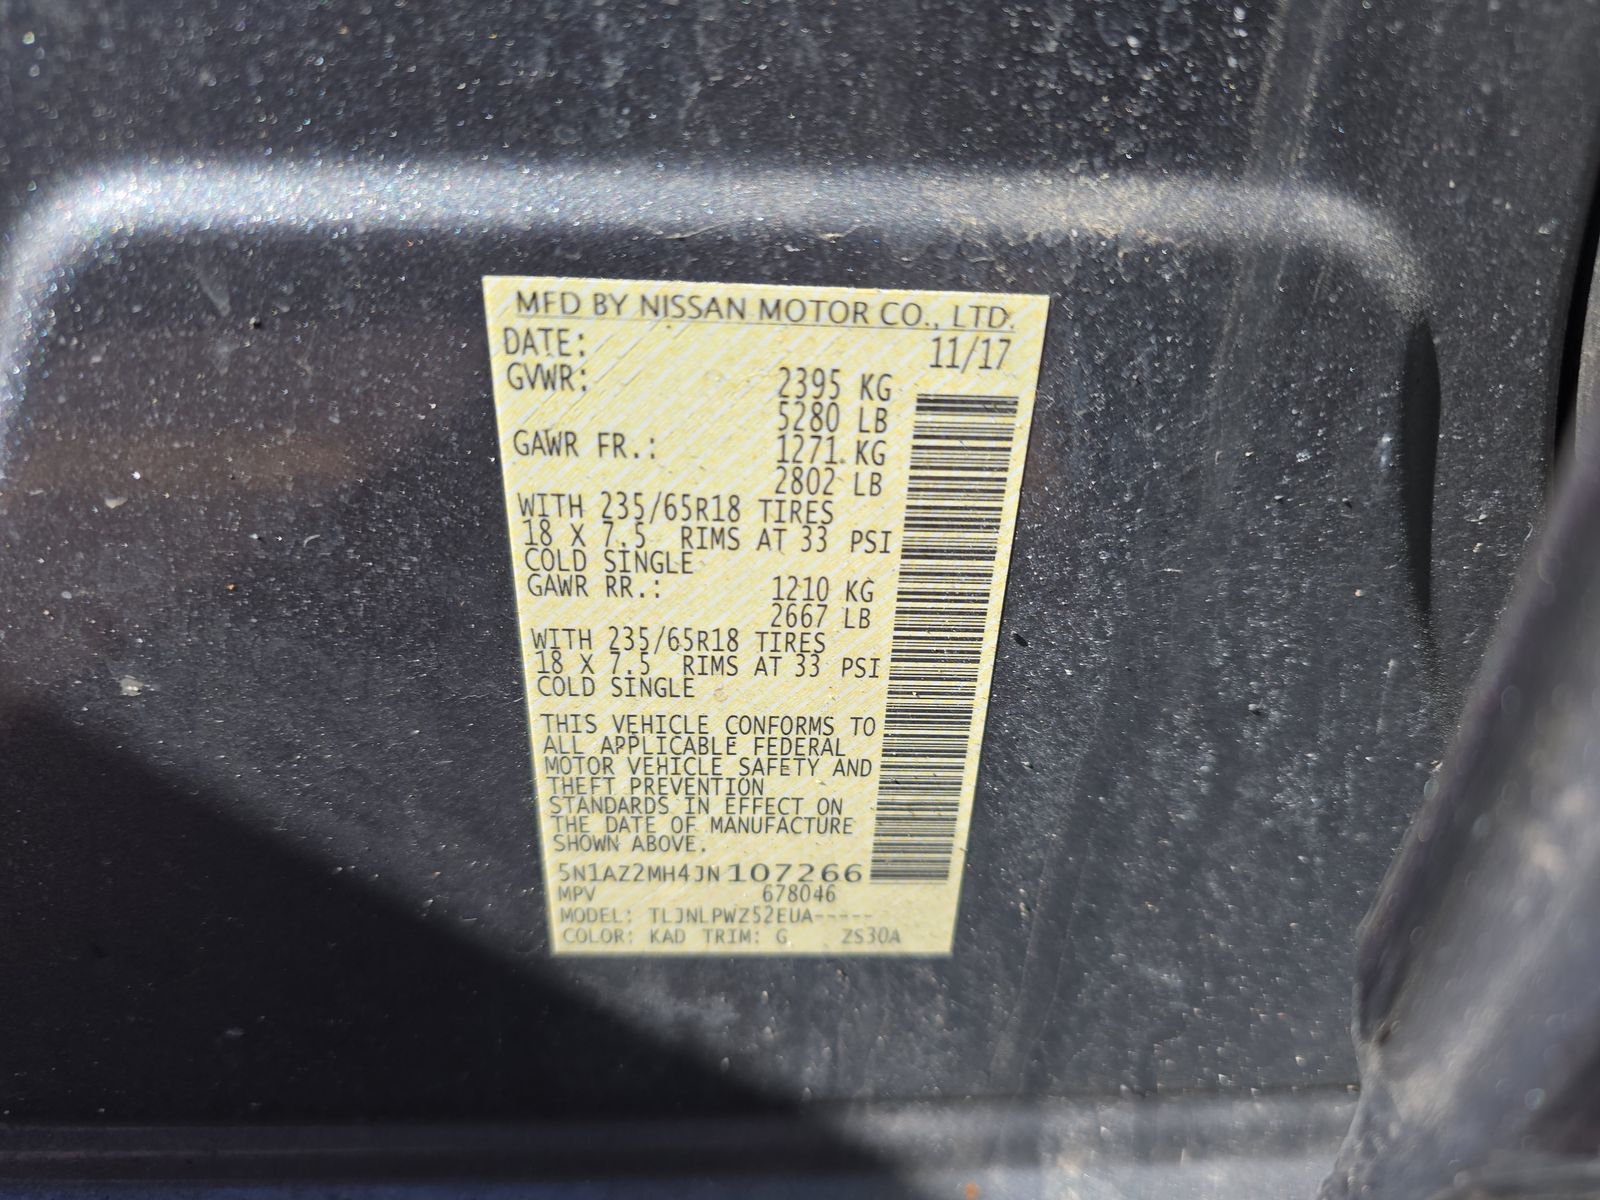 MFD BY NISSAN MOTOR CO., LTD.
DATE: 11/17
GVWR: 2395 KG
5280 LB
GAWR FR.: 1271 KG
2802 LB
WITH 235/65R18 TIRES
18 X 7.5 RIMS AT 33 PSI
COLD SINGLE
GAWR RR.: 1210 KG
2667 LB
WITH 235/65R18 TIRES
18 X 7.5 RIMS AT 33 PSI
COLD SINGLE
THIS VEHICLE CONFORMS TO
ALL APPLICABLE FEDERAL
MOTOR VEHICLE SAFETY AND
THEFT PREVENTION
STANDARDS IN EFFECT ON
THE DATE OF MANUFACTURE
SHOWN ABOVE.
5N1AZ2MH4JN107266
MPV 678046
MODEL: TLJNLPWZ52EUA-----
COLOR: KAD TRIM: G ZS30A